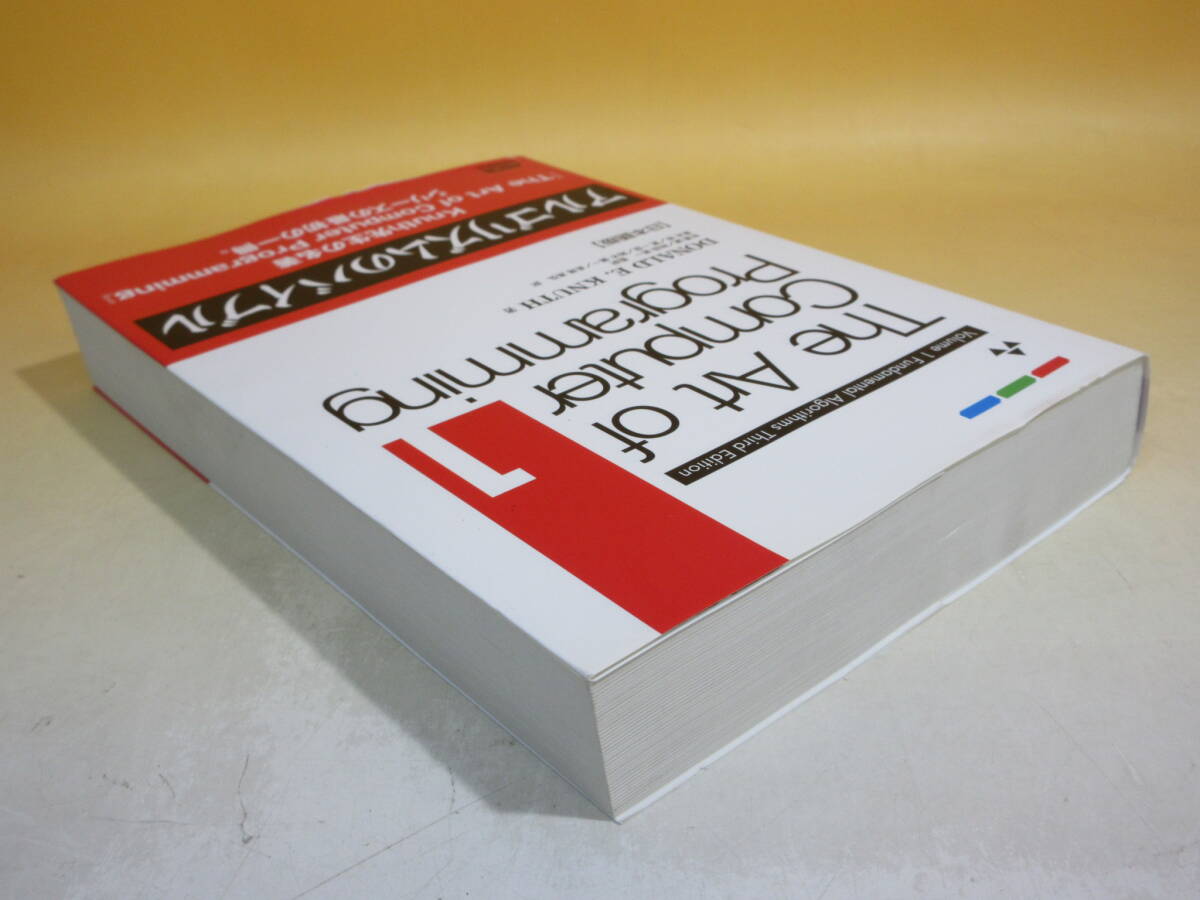 Volume 1 Fundamental Algorithms Third Edition
The Art of
Computer
Programming
1
DONALD E. KNUTH 著
[日本語版]
アルゴリズムのバイブル
Knuth先生の名著
「The Art of Computer Programming」
シリーズの最初の一冊。